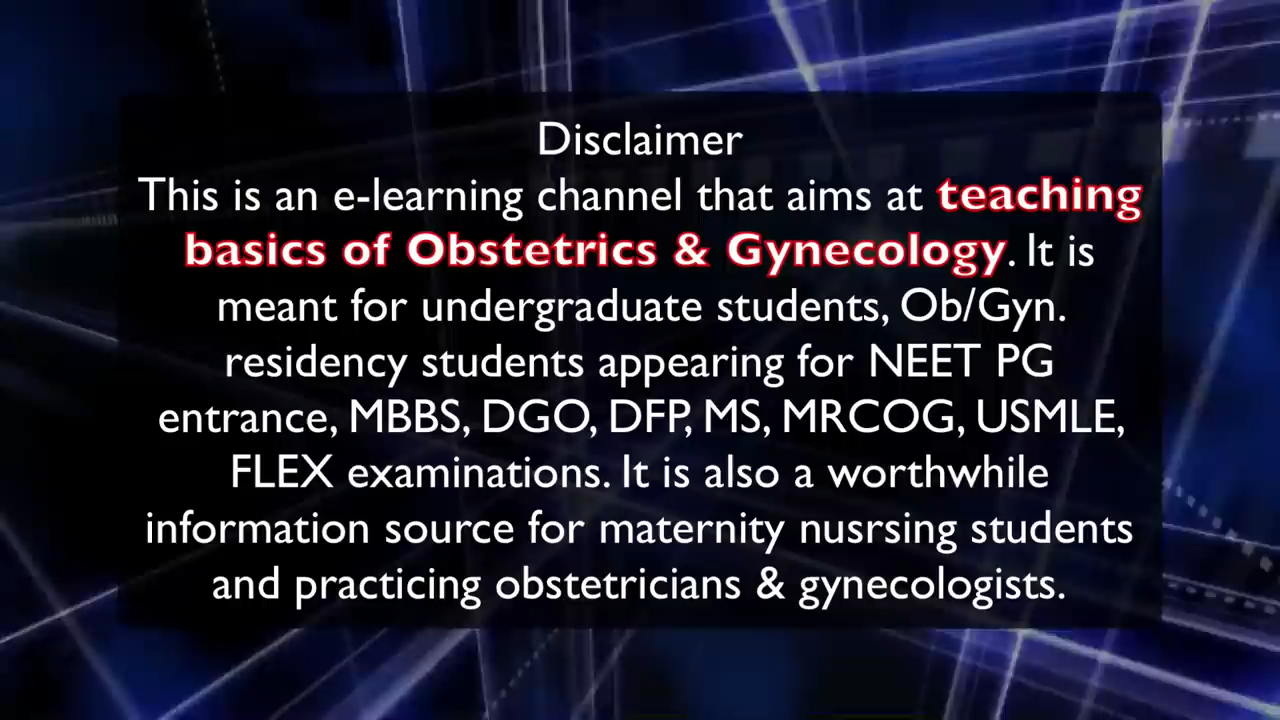 Disclaimer
This is an e-learning channel that aims at teaching
basics of Obstetrics & Gynecology. It is
meant for undergraduate students, Ob/Gyn.
residency students appearing for NEET PG
entrance, MBBS, DGO, DFP, MS, MRCOG, USMLE,
FLEX examinations. It is also a worthwhile
information source for maternity nusrsing students
and practicing obstetricians & gynecologists.